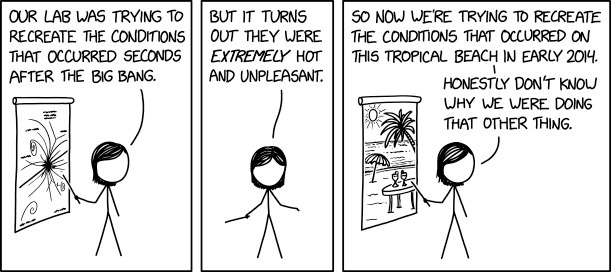 OUR LAB WAS TRYING TO
RECREATE THE CONDITIONS
THAT OCCURRED SECONDS
AFTER THE BIG BANG.
BUT IT TURNS
OUT THEY WERE
EXTREMELY HOT
AND UNPLEASANT.
SO NOW WE'RE TRYING TO RECREATE
THE CONDITIONS THAT OCCURRED ON
THIS TROPICAL BEACH IN EARLY 2014.
HONESTLY DON'T KNOW
WHY WE WERE DOING
THAT OTHER THING.